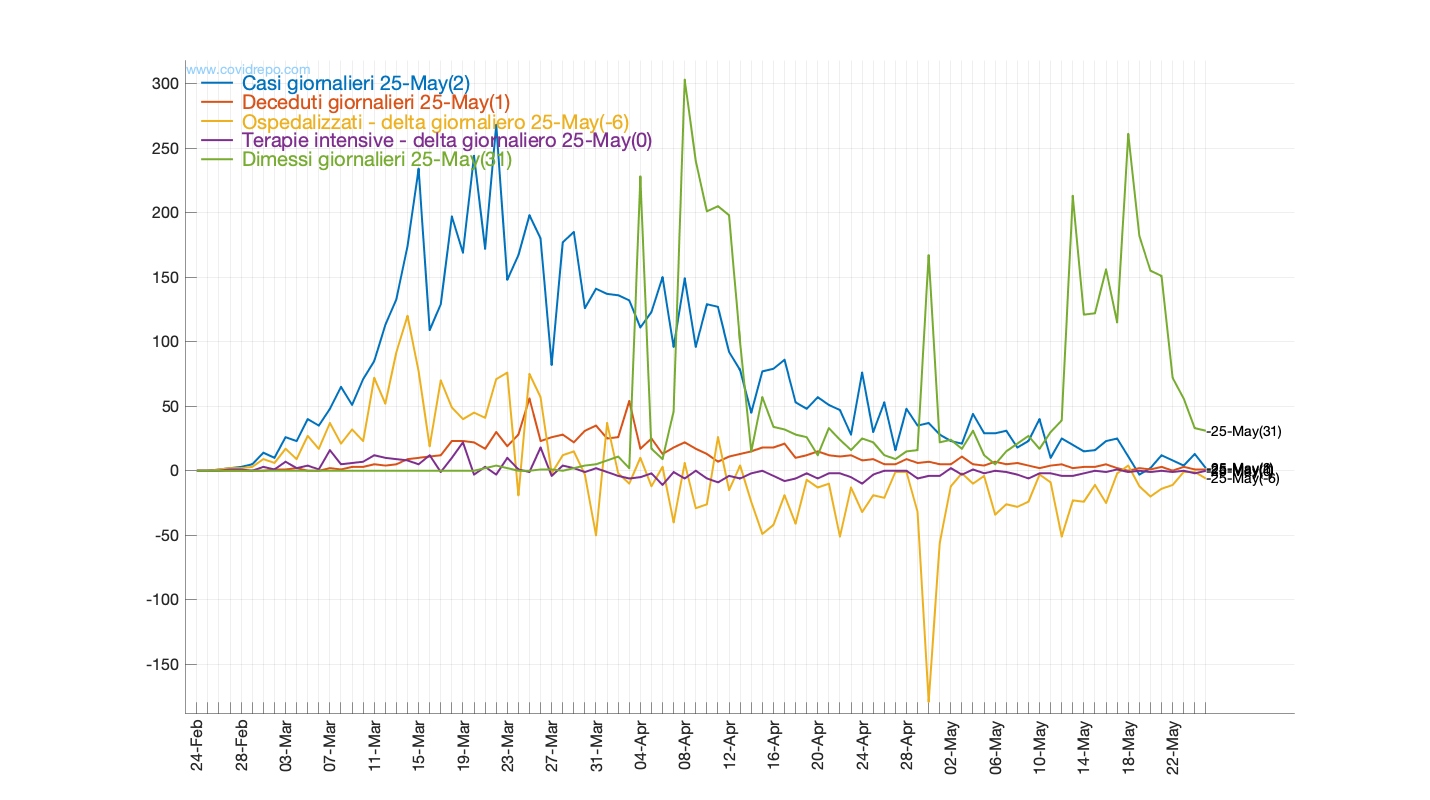 www.covidrepo.com
Casi giornalieri 25-May(2)
Deceduti giornalieri 25-May(1)
Ospedalizzati - delta giornaliero 25-May(-6)
Terapie intensive - delta giornaliero 25-May(0)
Dimessi giornalieri 25-May(31)
300
250
200
150
100
50
0
-50
-100
-150
-25-May(31)
-25-May(-6)
24-Feb
28-Feb
03-Mar
07-Mar
11-Mar
15-Mar
19-Mar
23-Mar
27-Mar
31-Mar
04-Apr
08-Apr
12-Apr
16-Apr
20-Apr
24-Apr
28-Apr
02-May
06-May
10-May
14-May
18-May
22-May